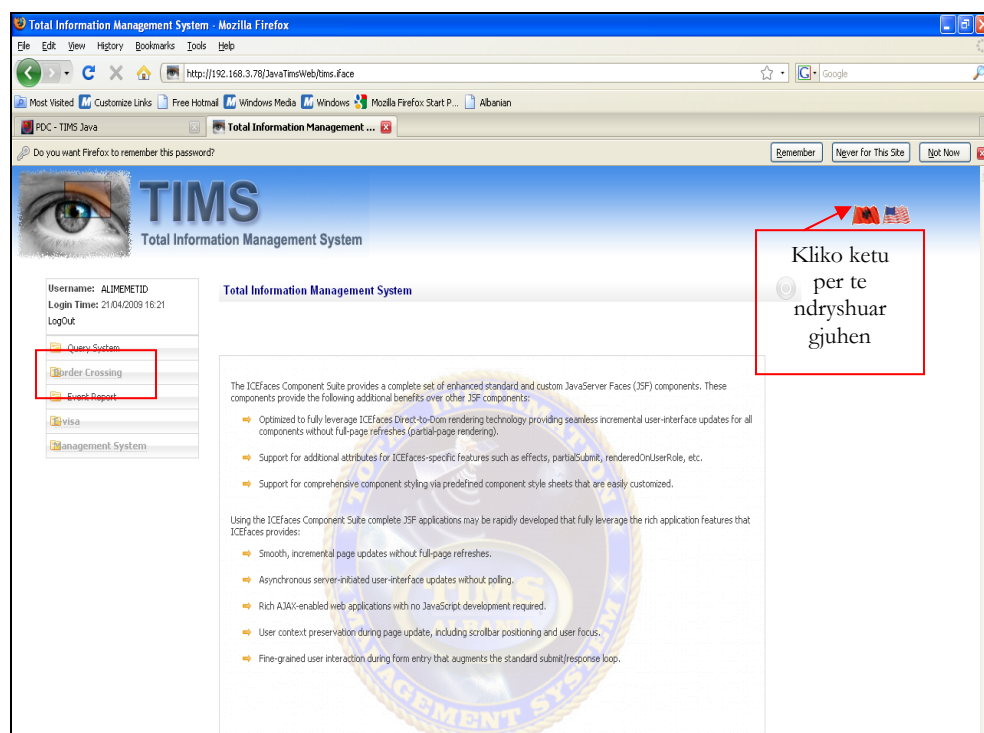 Total Information Management System - Mozilla Firefox
File Edit View History Bookmarks Tools Help
http://192.168.3.78/JavaTimsWeb/tims.iface
Google
Most Visited Customize Links Free Hotmail Windows Media Windows Mozilla Firefox Start P... Albanian
PDC - TIMS Java
Total Information Management ...
Do you want Firefox to remember this password?
Remember Never for This Site Not Now
TIMS
Total Information Management System
Kliko ketu
per te
ndryshuar
gjuhen
Username: ALIMEMETID
Login Time: 21/04/2009 16:21
LogOut
Query System
Border Crossing
Event Report
Evisa
Management System
Total Information Management System
The ICEfaces Component Suite provides a complete set of enhanced standard and custom JavaServer Faces (JSF) components. These
components provide the following additional benefits over other JSF components:
Optimized to fully leverage ICEfaces Direct-to-Dom rendering technology providing seamless incremental user-interface updates for all
components without full-page refreshes (partial-page rendering).
Support for additional attributes for ICEfaces-specific features such as effects, partialSubmit, renderedOnUserRole, etc.
Support for comprehensive component styling via predefined component style sheets that are easily customized.
Using the ICEfaces Component Suite complete JSF applications may be rapidly developed that fully leverage the rich application features that
ICEfaces provides:
Smooth, incremental page updates without full-page refreshes.
Asynchronous server-initiated user-interface updates without polling.
Rich AJAX-enabled web applications with no JavaScript development required.
User context preservation during page update, including scrollbar positioning and user focus.
Fine-grained user interaction during form entry that augments the standard submit/response loop.
TOTAL INFORMATION
MANAGEMENT SYSTEM
TIMS
ALBANIA